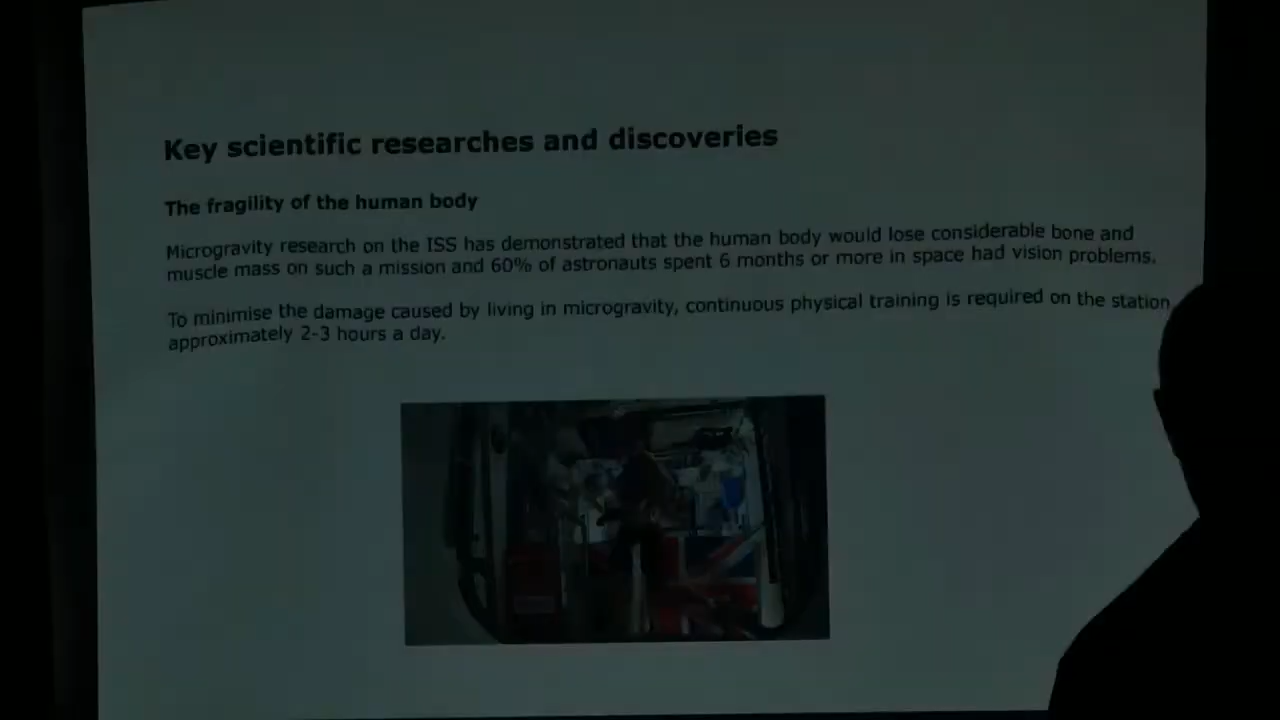 Key scientific researches and discoveries
The fragility of the human body
Microgravity research on the ISS has demonstrated that the human body would lose considerable bone and
muscle mass on such a mission and 60% of astronauts spent 6 months or more in space had vision problems.
To minimise the damage caused by living in microgravity, continuous physical training is required on the station
approximately 2-3 hours a day.